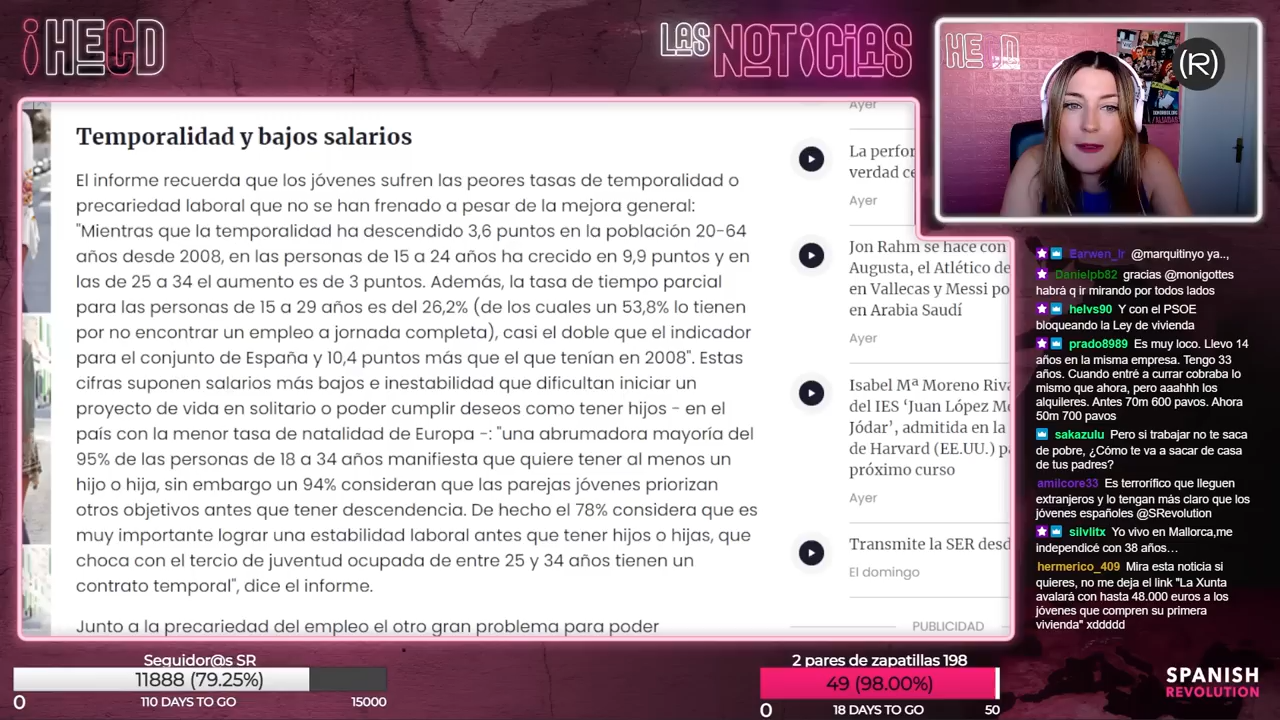 ¡HECD
LAS NOTICIAS
HECD
(R)
Temporalidad y bajos salarios
El informe recuerda que los jóvenes sufren las peores tasas de temporalidad o
precariedad laboral que no se han frenado a pesar de la mejora general:
"Mientras que la temporalidad ha descendido 3,6 puntos en la población 20-64
años desde 2008, en las personas de 15 a 24 años ha crecido en 9,9 puntos y en
las de 25 a 34 el aumento es de 3 puntos. Además, la tasa de tiempo parcial
para las personas de 15 a 29 años es del 26,2% (de los cuales un 53,8% lo tienen
por no encontrar un empleo a jornada completa), casi el doble que el indicador
para el conjunto de España y 10,4 puntos más que el que tenían en 2008". Estas
cifras suponen salarios más bajos e inestabilidad que dificultan iniciar un
proyecto de vida en solitario o poder cumplir deseos como tener hijos - en el
país con la menor tasa de natalidad de Europa -: "una abrumadora mayoría del
95% de las personas de 18 a 34 años manifiesta que quiere tener al menos un
hijo o hija, sin embargo un 94% consideran que las parejas jóvenes priorizan
otros objetivos antes que tener descendencia. De hecho el 78% considera que es
muy importante lograr una estabilidad laboral antes que tener hijos o hijas, que
choca con el tercio de juventud ocupada de entre 25 y 34 años tienen un
contrato temporal", dice el informe.
Junto a la precariedad del empleo el otro gran problema para poder
Ayer
La perfor
verdad ce
Ayer
Jon Rahm se hace con
Augusta, el Atlético de
en Vallecas y Messi po
en Arabia Saudí
Ayer
Isabel Mª Moreno Riva
del IES ‘Juan López Mo
Jódar’, admitida en la
de Harvard (EE.UU.) pa
próximo curso
Ayer
Transmite la SER desd
El domingo
PUBLICIDAD
Earwen_Ir @marquitinyo ya..,
Danielpb82 gracias @monigottes
habrá q ir mirando por todos lados
helvs90 Y con el PSOE
bloqueando la Ley de vivienda
prado8989 Es muy loco. Llevo 14
años en la misma empresa. Tengo 33
años. Cuando entré a currar cobraba lo
mismo que ahora, pero aaahhh los
alquileres. Antes 70m 600 pavos. Ahora
50m 700 pavos
sakazulu Pero si trabajar no te saca
de pobre, ¿Cómo te va a sacar de casa
de tus padres?
amilcore33 Es terrorífico que lleguen
extranjeros y lo tengan más claro que los
jóvenes españoles @SRevolution
silvlitx Yo vivo en Mallorca,me
independicé con 38 años…
hermerico_409 Mira esta noticia si
quieres, no me deja el link "La Xunta
avalará con hasta 48.000 euros a los
jóvenes que compren su primera
vivienda" xddddd
Seguidor@s SR
11888 (79.25%)
0 110 DAYS TO GO 15000
2 pares de zapatillas 198
49 (98.00%)
0 18 DAYS TO GO 50
SPANISH
REVOLUTION